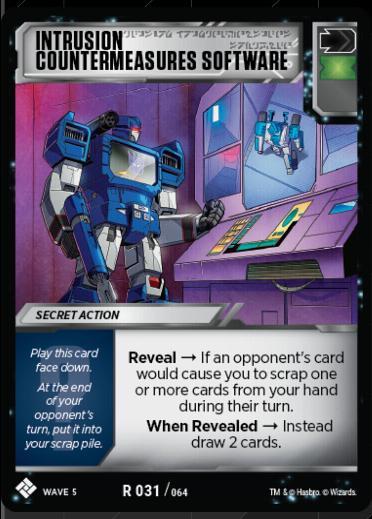 INTRUSION
COUNTERMEASURES SOFTWARE
SECRET ACTION
Play this card
face down.
At the end
of your
opponent's
turn, put it into
your scrap pile.
Reveal → If an opponent's card
would cause you to scrap one
or more cards from your hand
during their turn.
When Revealed → Instead
draw 2 cards.
WAVE 5
R 031/064
TM & © Hasbro. © Wizards.